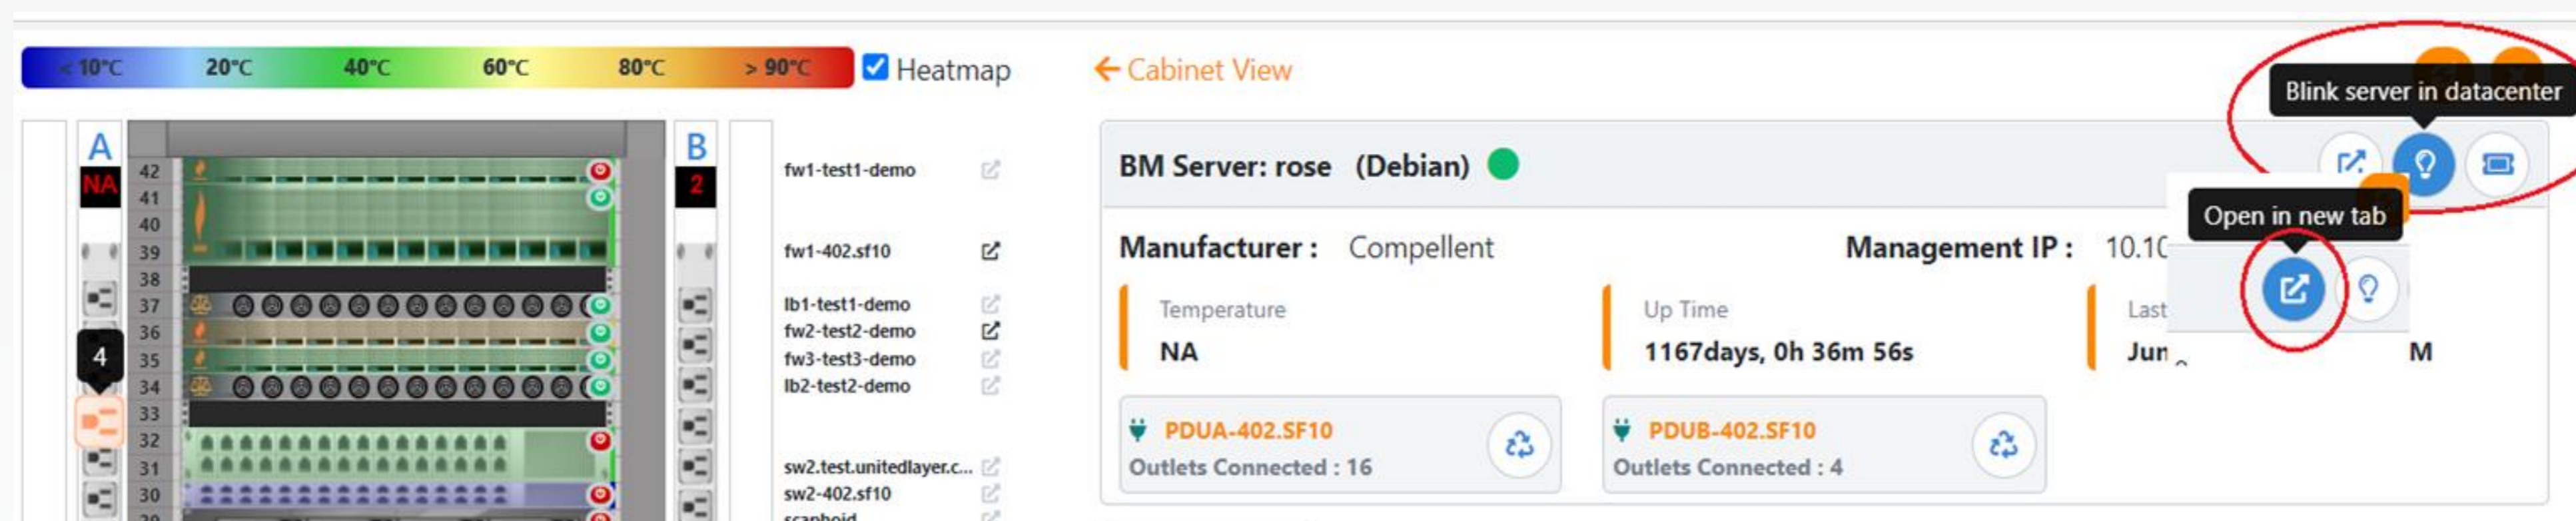 < 10°C 20°C 40°C 60°C 80°C > 90°C Heatmap
Cabinet View
Blink server in datacenter
A
NA
B
2
42
41
40
39
38
37
36
35
34
33
32
31
30
4
fw1-test1-demo
fw1-402.sf10
lb1-test1-demo
fw2-test2-demo
fw3-test3-demo
lb2-test2-demo
sw2.test.unitedlayer.c...
sw2-402.sf10
BM Server: rose (Debian)
Open in new tab
Manufacturer : Compellent
Management IP : 10.10
Temperature
NA
Up Time
1167days, 0h 36m 56s
Last
Jun M
PDUA-402.SF10
Outlets Connected : 16
PDUB-402.SF10
Outlets Connected : 4